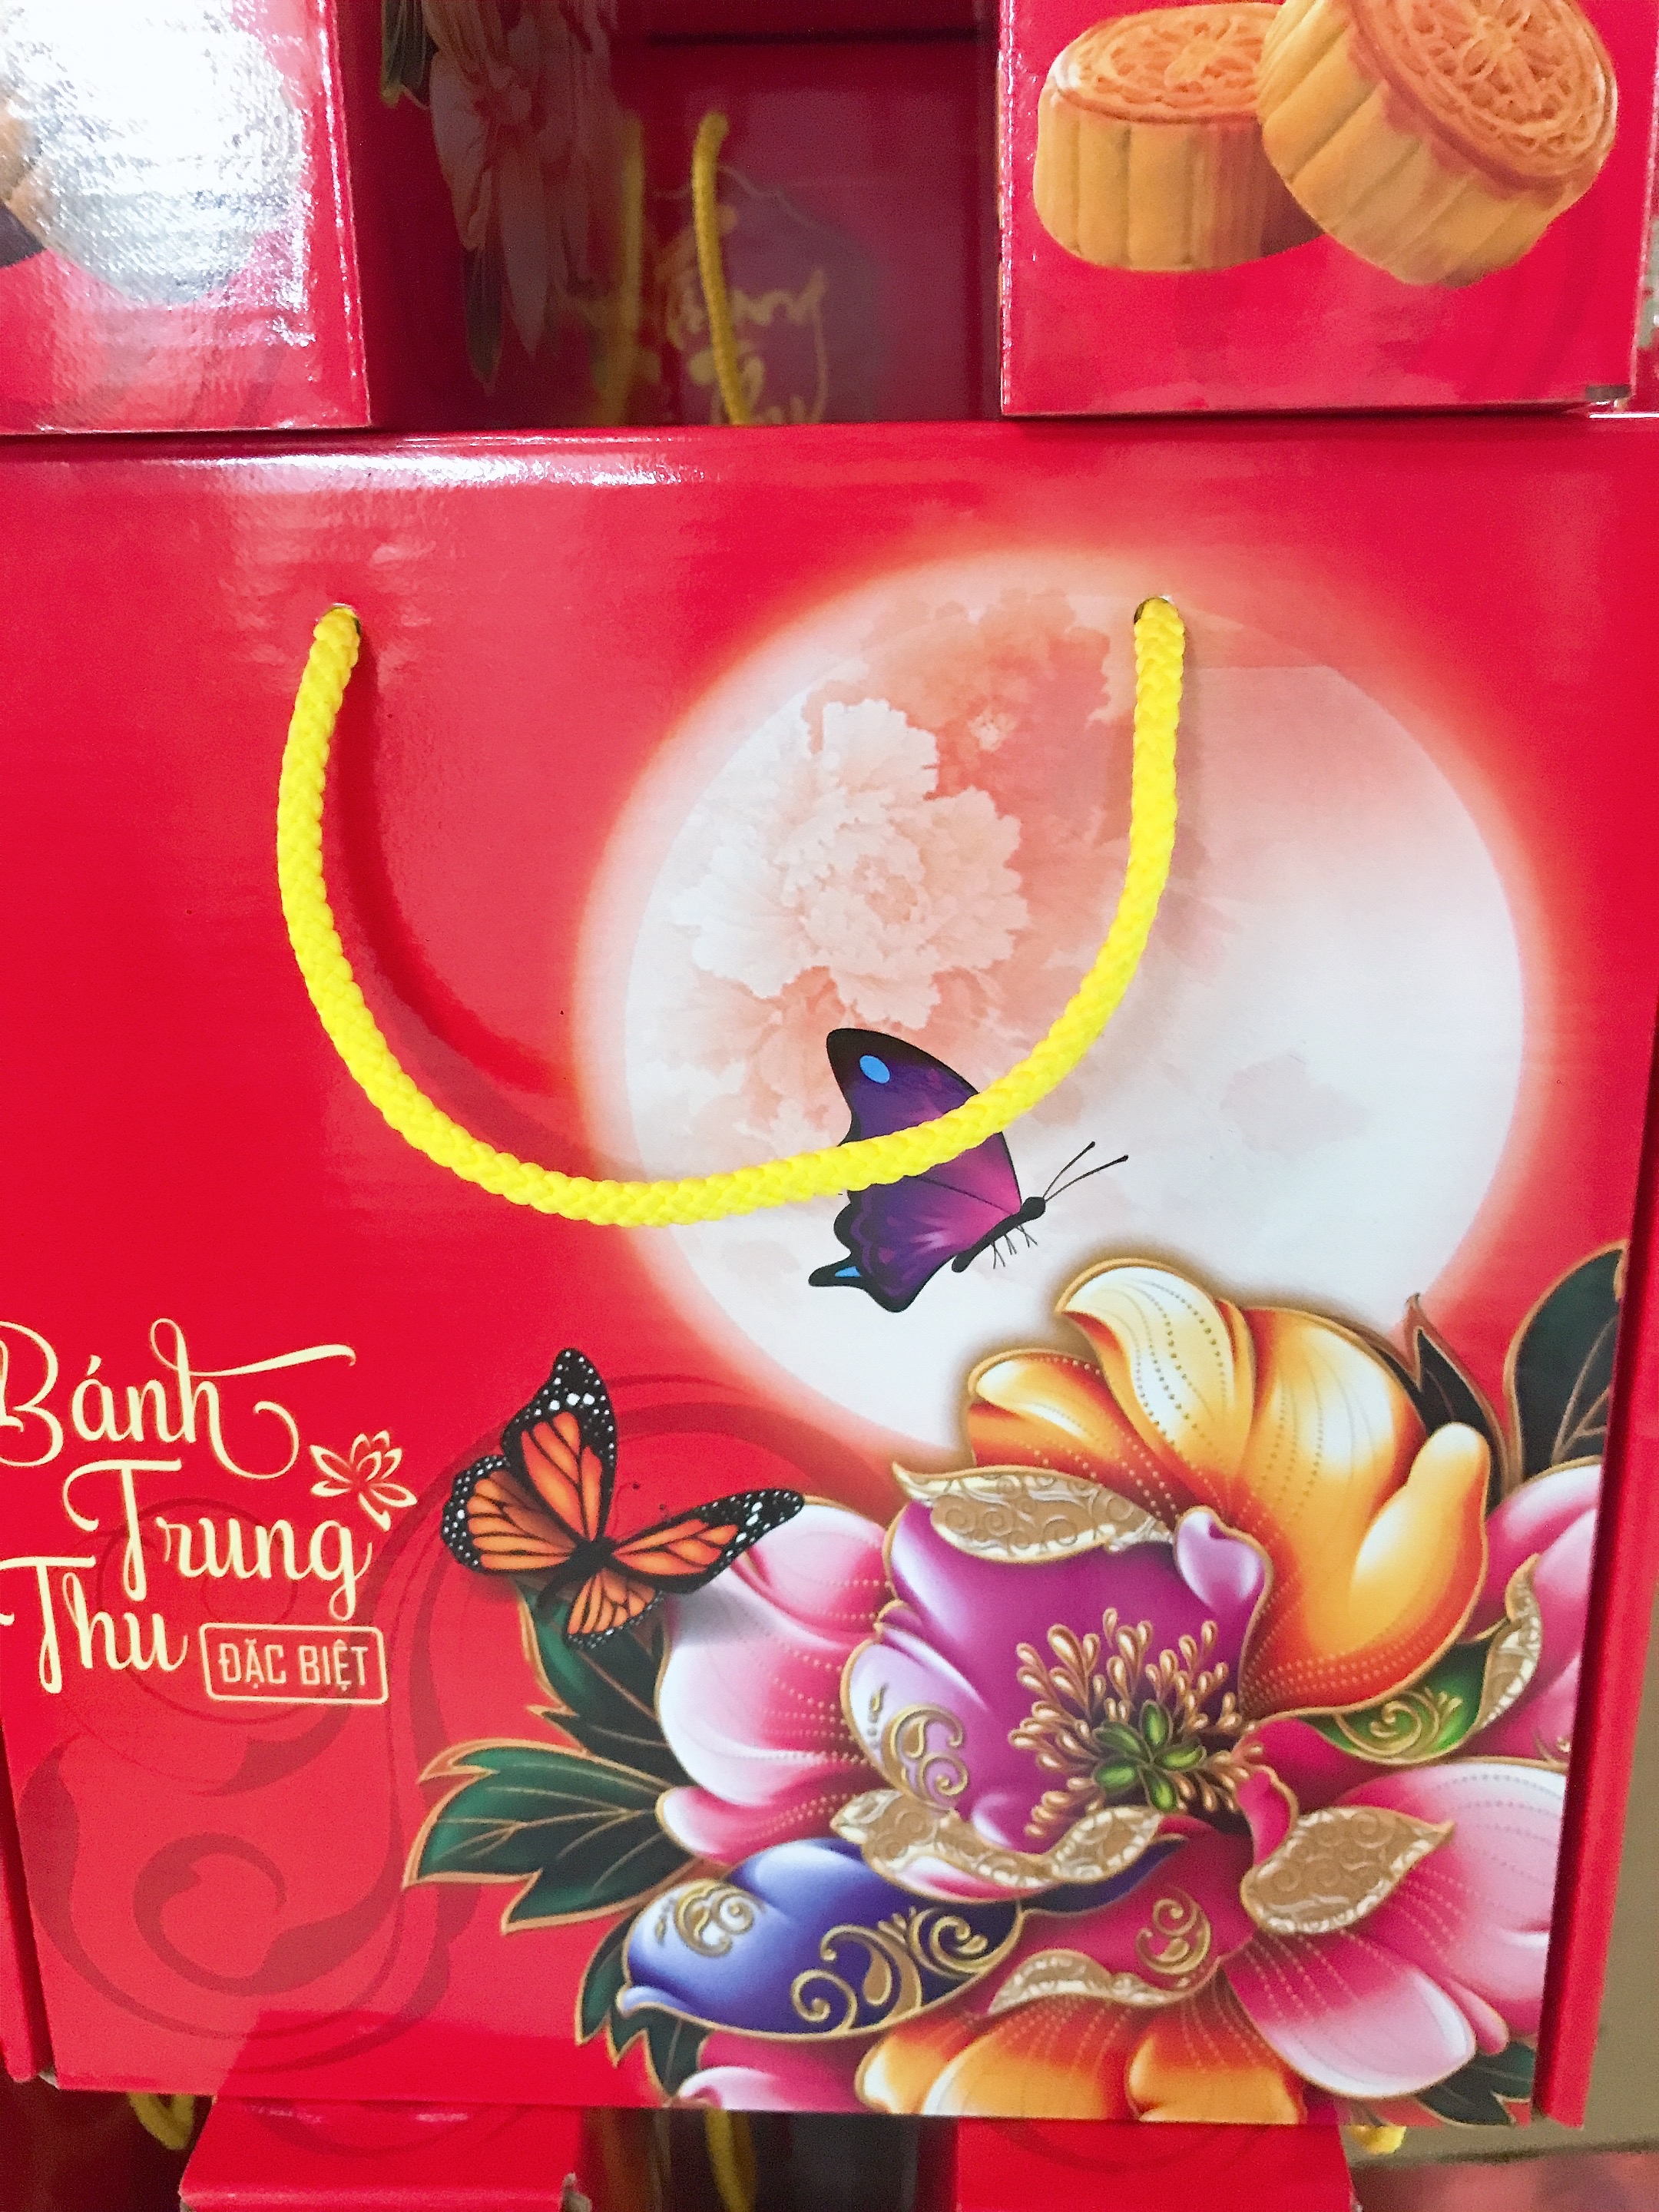 Bánh
Trung
Thu
ĐẶC BIỆT